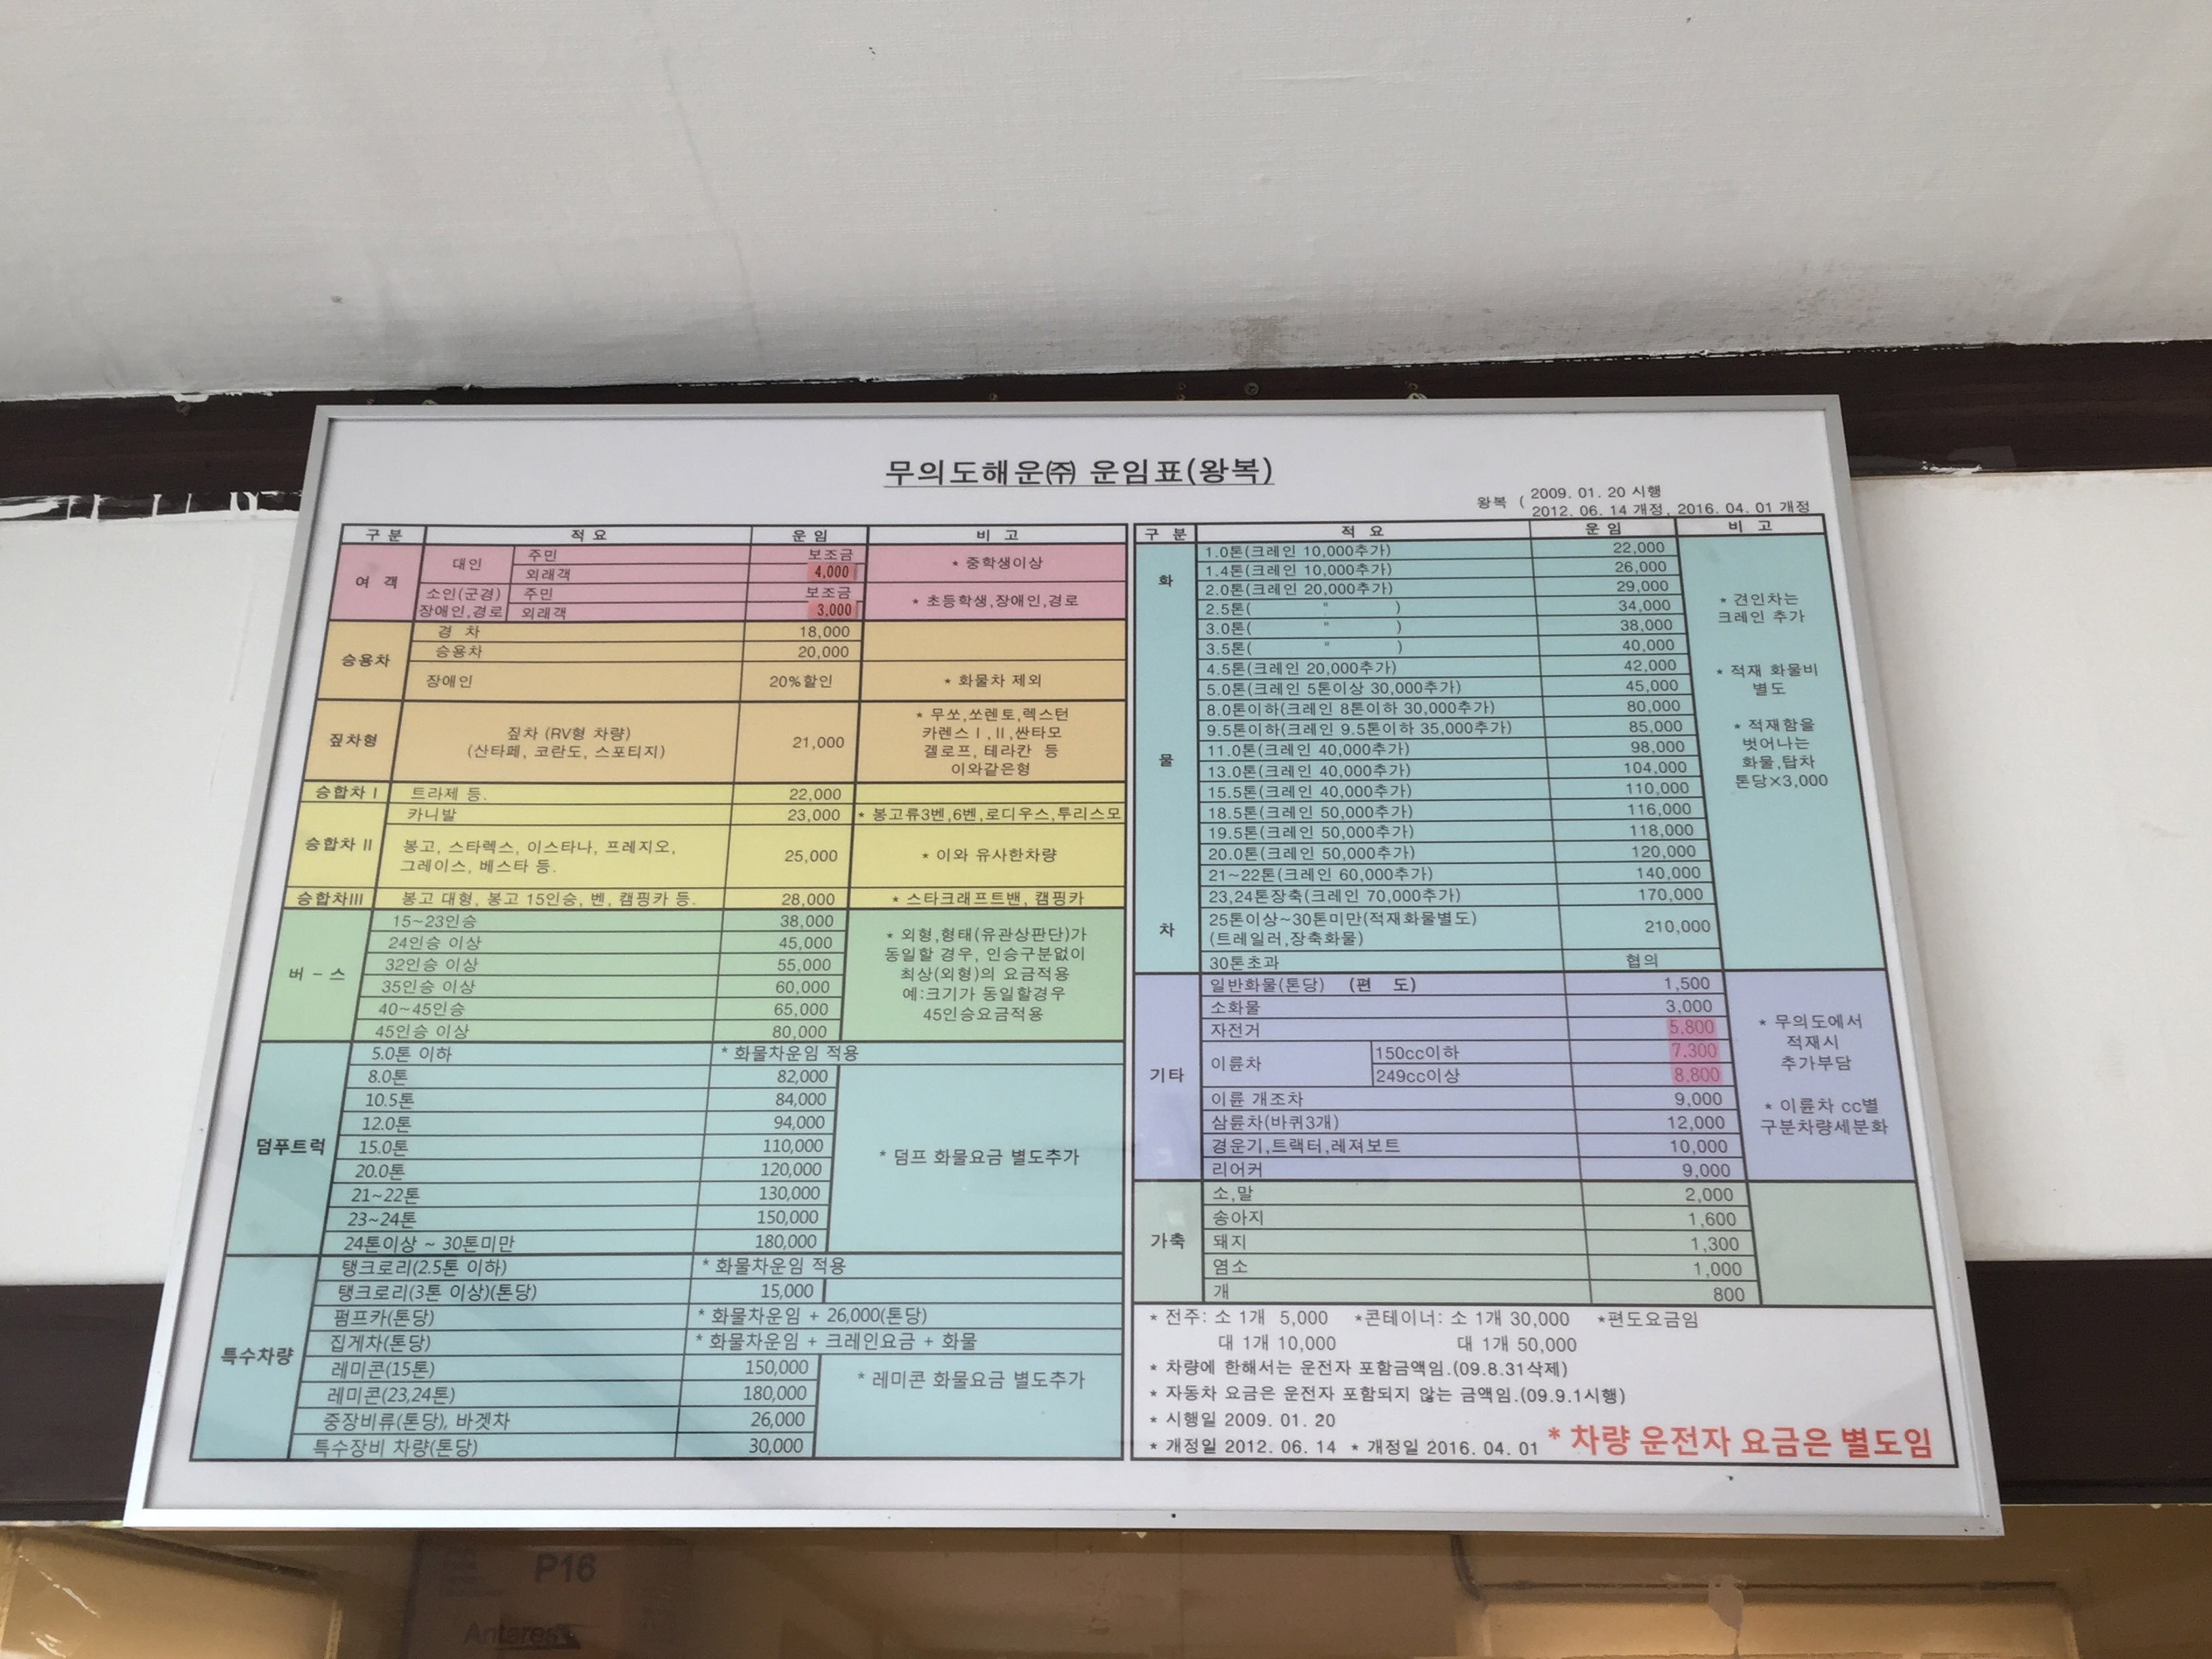 무의도해운㈜ 운임표(왕복)
왕복 ( 2009. 01. 20 시행
2012. 06. 14 개정, 2016. 04. 01 개정
구분 적요 운임 비고
여 객 대인 주민 보조금 * 중학생이상
외래객 4,000
소인(군경) 주민 보조금 * 초등학생,장애인,경로
장애인,경로 외래객 3,000
승용차 경 차 18,000
승용차 20,000
장애인 20%할인 * 화물차 제외
짚차형 짚차 (RV형 차량) 21,000 * 무쏘,쏘렌토,렉스턴
(산타페, 코란도, 스포티지) 카렌스Ⅰ,Ⅱ,싼타모
겔로프, 테라칸 등
이와같은형
승합차Ⅰ 트라제 등. 22,000
승합차Ⅱ 카니발 23,000 * 봉고류3벤,6벤,로디우스,투리스모
봉고, 스타렉스, 이스타나, 프레지오, 25,000 * 이와 유사한차량
그레이스, 베스타 등.
승합차Ⅲ 봉고 대형, 봉고 15인승, 벤, 캠핑카 등. 28,000 * 스타크래프트밴, 캠핑카
버 - 스 15~23인승 38,000 * 외형,형태(유관상판단)가
24인승 이상 45,000 동일할 경우, 인승구분없이
32인승 이상 55,000 최상(외형)의 요금적용
35인승 이상 60,000 예:크기가 동일할경우
40~45인승 65,000 45인승요금적용
45인승 이상 80,000
덤푸트럭 5.0톤 이하 * 화물차운임 적용
8.0톤 82,000
10.5톤 84,000
12.0톤 94,000
15.0톤 110,000 * 덤프 화물요금 별도추가
20.0톤 120,000
21~22톤 130,000
23~24톤 150,000
24톤이상 ~ 30톤미만 180,000
특수차량 탱크로리(2.5톤 이하) * 화물차운임 적용
탱크로리(3톤 이상)(톤당) 15,000
펌프카(톤당) * 화물차운임 + 26,000(톤당)
집게차(톤당) * 화물차운임 + 크레인요금 + 화물
레미콘(15톤) 150,000 * 레미콘 화물요금 별도추가
레미콘(23,24톤) 180,000
중장비류(톤당), 바겟차 26,000
특수장비 차량(톤당) 30,000
구 분 적 요 운 임 비 고
화 물 차 1.0톤(크레인 10,000추가) 22,000
1.4톤(크레인 10,000추가) 26,000
2.0톤(크레인 20,000추가) 29,000
2.5톤( " ) 34,000 * 견인차는
3.0톤( " ) 38,000 크레인 추가
3.5톤( " ) 40,000
4.5톤(크레인 20,000추가) 42,000 * 적재 화물비
5.0톤(크레인 5톤이상 30,000추가) 45,000 별도
8.0톤이하(크레인 8톤이하 30,000추가) 80,000
9.5톤이하(크레인 9.5톤이하 35,000추가) 85,000 * 적재함을
11.0톤(크레인 40,000추가) 98,000 벗어나는
13.0톤(크레인 40,000추가) 104,000 화물,탑차
15.5톤(크레인 40,000추가) 110,000 톤당×3,000
18.5톤(크레인 50,000추가) 116,000
19.5톤(크레인 50,000추가) 118,000
20.0톤(크레인 50,000추가) 120,000
21~22톤(크레인 60,000추가) 140,000
23,24톤장축(크레인 70,000추가) 170,000
25톤이상~30톤미만(적재화물별도) 210,000
(트레일러,장축화물)
30톤초과 협의
기타 일반화물(톤당) (편 도) 1,500
소화물 3,000
자전거 5.800 * 무의도에서
이륜차 150cc이하 7.300 적재시
249cc이상 8.800 추가부담
이륜 개조차 9,000 * 이륜차 cc별
삼륜차(바퀴3개) 12,000 구분차량세분화
경운기,트랙터,레져보트 10,000
리어커 9,000
가축 소,말 2,000
송아지 1,600
돼지 1,300
염소 1,000
개 800
* 전주: 소 1개 5,000 *콘테이너: 소 1개 30,000 *편도요금임
대 1개 10,000 대 1개 50,000
* 차량에 한해서는 운전자 포함금액임.(09.8.31삭제)
* 자동차 요금은 운전자 포함되지 않는 금액임.(09.9.1시행)
* 시행일 2009. 01. 20
* 개정일 2012. 06. 14 * 개정일 2016. 04. 01 * 차량 운전자 요금은 별도임
P16
Antares